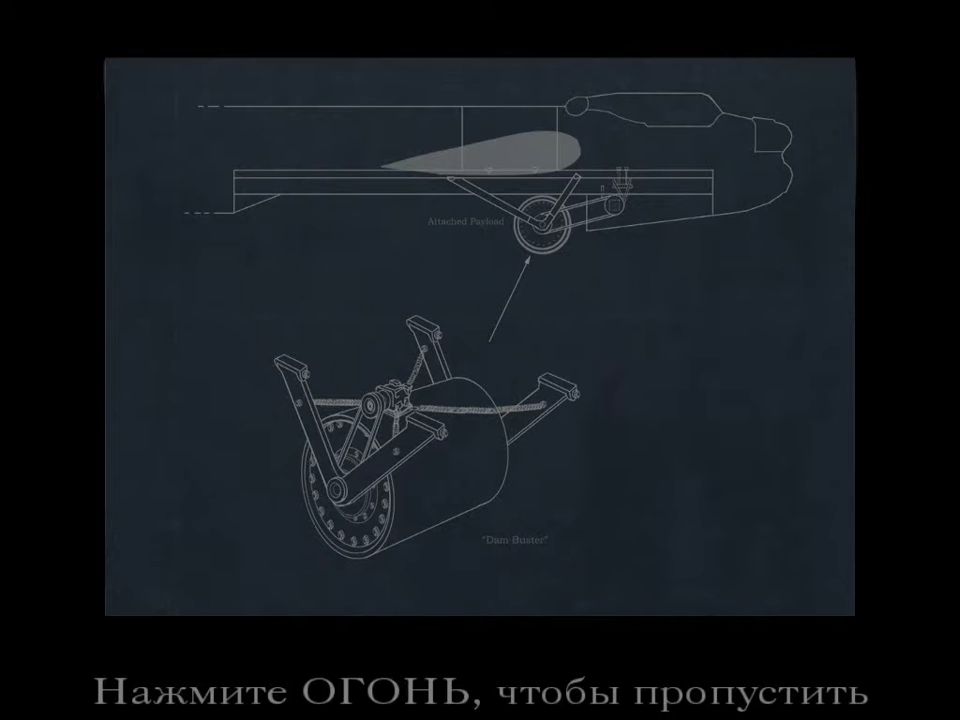 Attached Payload
"Dam Buster"
Нажмите ОГОНЬ, чтобы пропустить